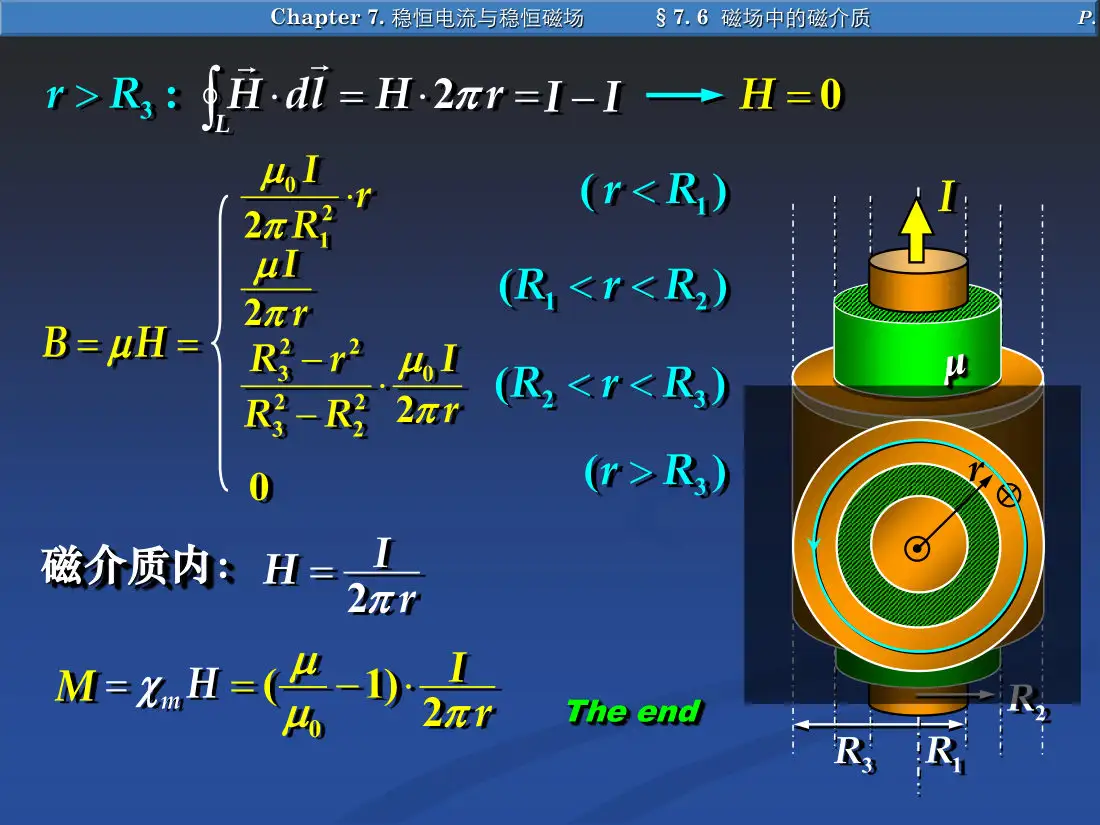 Chapter 7. 稳恒电流与稳恒磁场 §7. 6 磁场中的磁介质 P.
r > R₃ : ∮_L H⃗ · dl⃗ = H · 2πr = I − I ⟶ H = 0
B = μH = {
μ₀I / 2πR₁² · r (r < R₁)
μI / 2πr (R₁ < r < R₂)
R₃² − r² / R₃² − R₂² · μ₀I / 2πr (R₂ < r < R₃)
0 (r > R₃)
磁介质内: H = I / 2πr
M = χₘH = (μ / μ₀ − 1) · I / 2πr
The end
I
μ
r
R₂
R₃ R₁